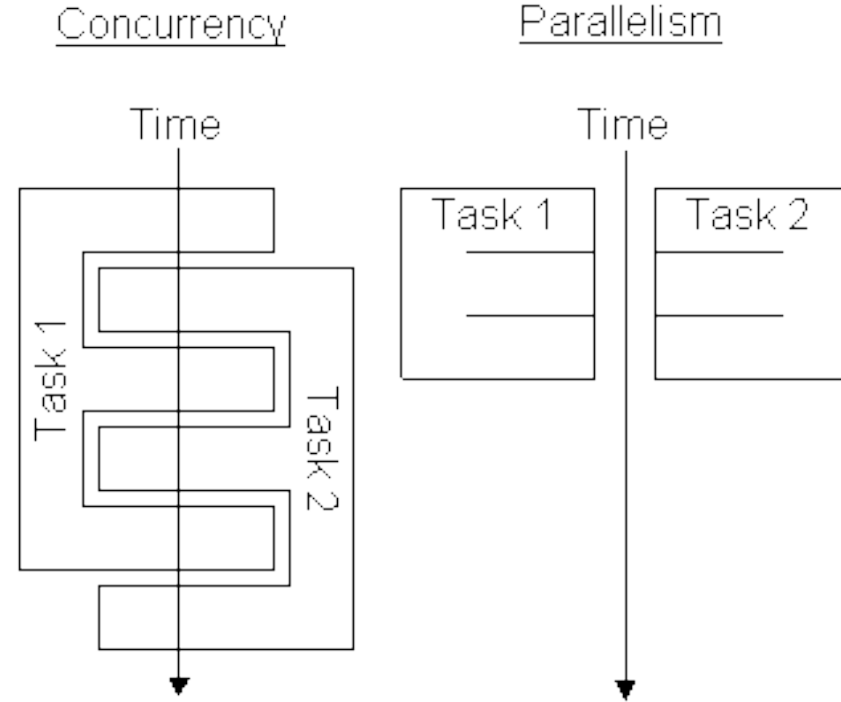 Concurrency
Time
Task 1
Task 2
Parallelism
Time
Task 1
Task 2